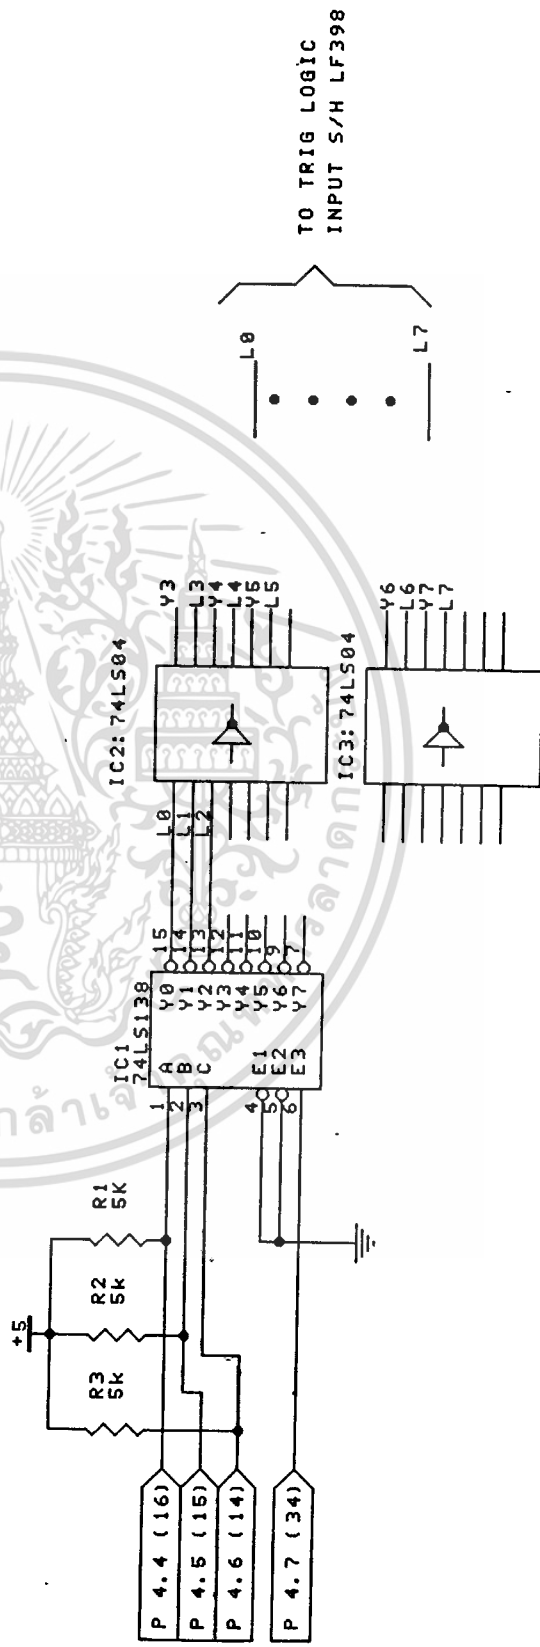 +5
R3
5k
R2
5k
R1
5K
P 4.4 (16)
P 4.5 (15)
P 4.6 (14)
P 4.7 (34)
IC1
74LS138
1
2
3
4
5
6
A
B
C
E1
E2
E3
Y0
Y1
Y2
Y3
Y4
Y5
Y6
Y7
15
14
13
12
11
10
9
7
L0
L1
L2
IC2: 74LS04
Y3
L3
Y4
L4
Y5
L5
IC3: 74LS04
Y6
L6
Y7
L7
L0
L7
TO TRIG LOGIC
INPUT S/H LF398